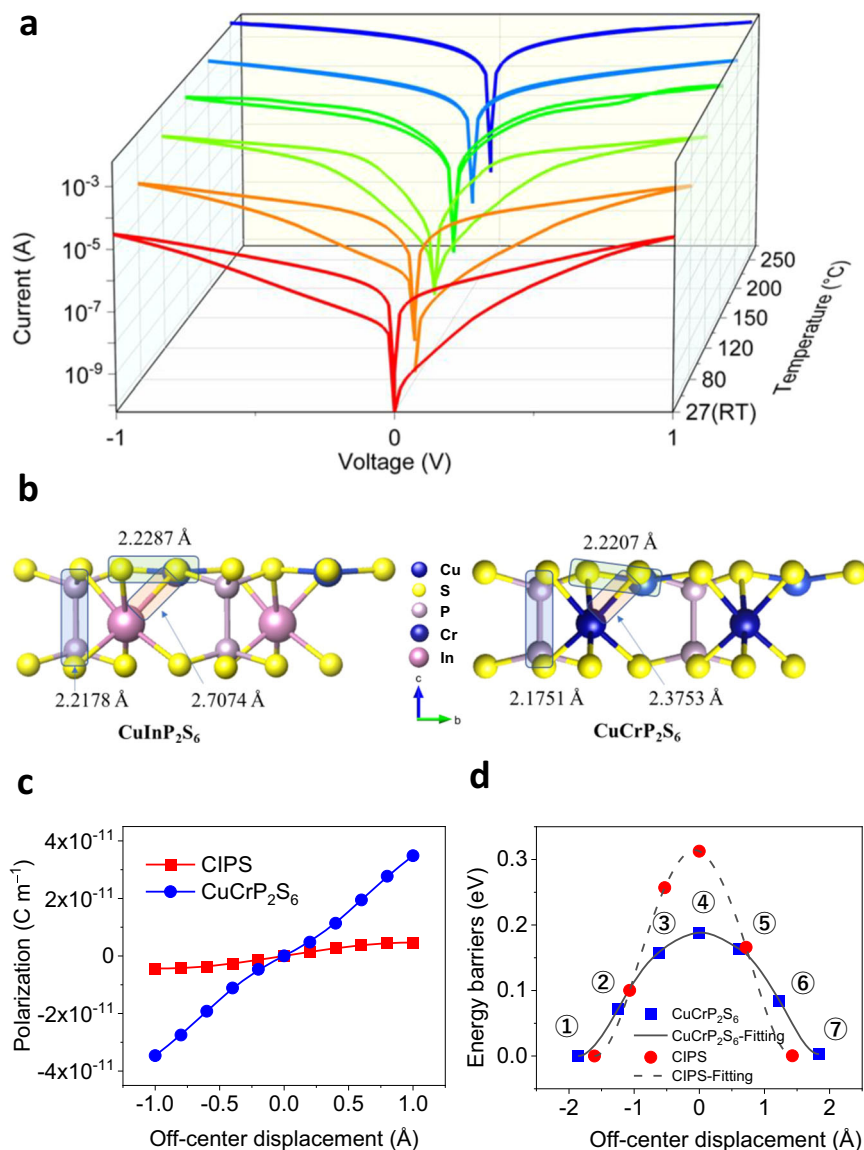 a
10⁻³
10⁻⁵
10⁻⁷
10⁻⁹
Current (A)
-1
0
1
Voltage (V)
250
200
150
120
80
27(RT)
Temperature (°C)
b
2.2287 Å
2.2178 Å
2.7074 Å
CuInP₂S₆
Cu
S
P
Cr
In
c
b
2.2207 Å
2.1751 Å
2.3753 Å
CuCrP₂S₆
c
CIPS
CuCrP₂S₆
4x10⁻¹¹
2x10⁻¹¹
0
-2x10⁻¹¹
-4x10⁻¹¹
Polarization (C m⁻¹)
-1.0
-0.5
0.0
0.5
1.0
Off-center displacement (Å)
d
0.3
0.2
0.1
0.0
Energy barriers (eV)
①
②
③
④
⑤
⑥
⑦
CuCrP₂S₆
CuCrP₂S₆-Fitting
CIPS
CIPS-Fitting
-2
-1
0
1
2
Off-center displacement (Å)